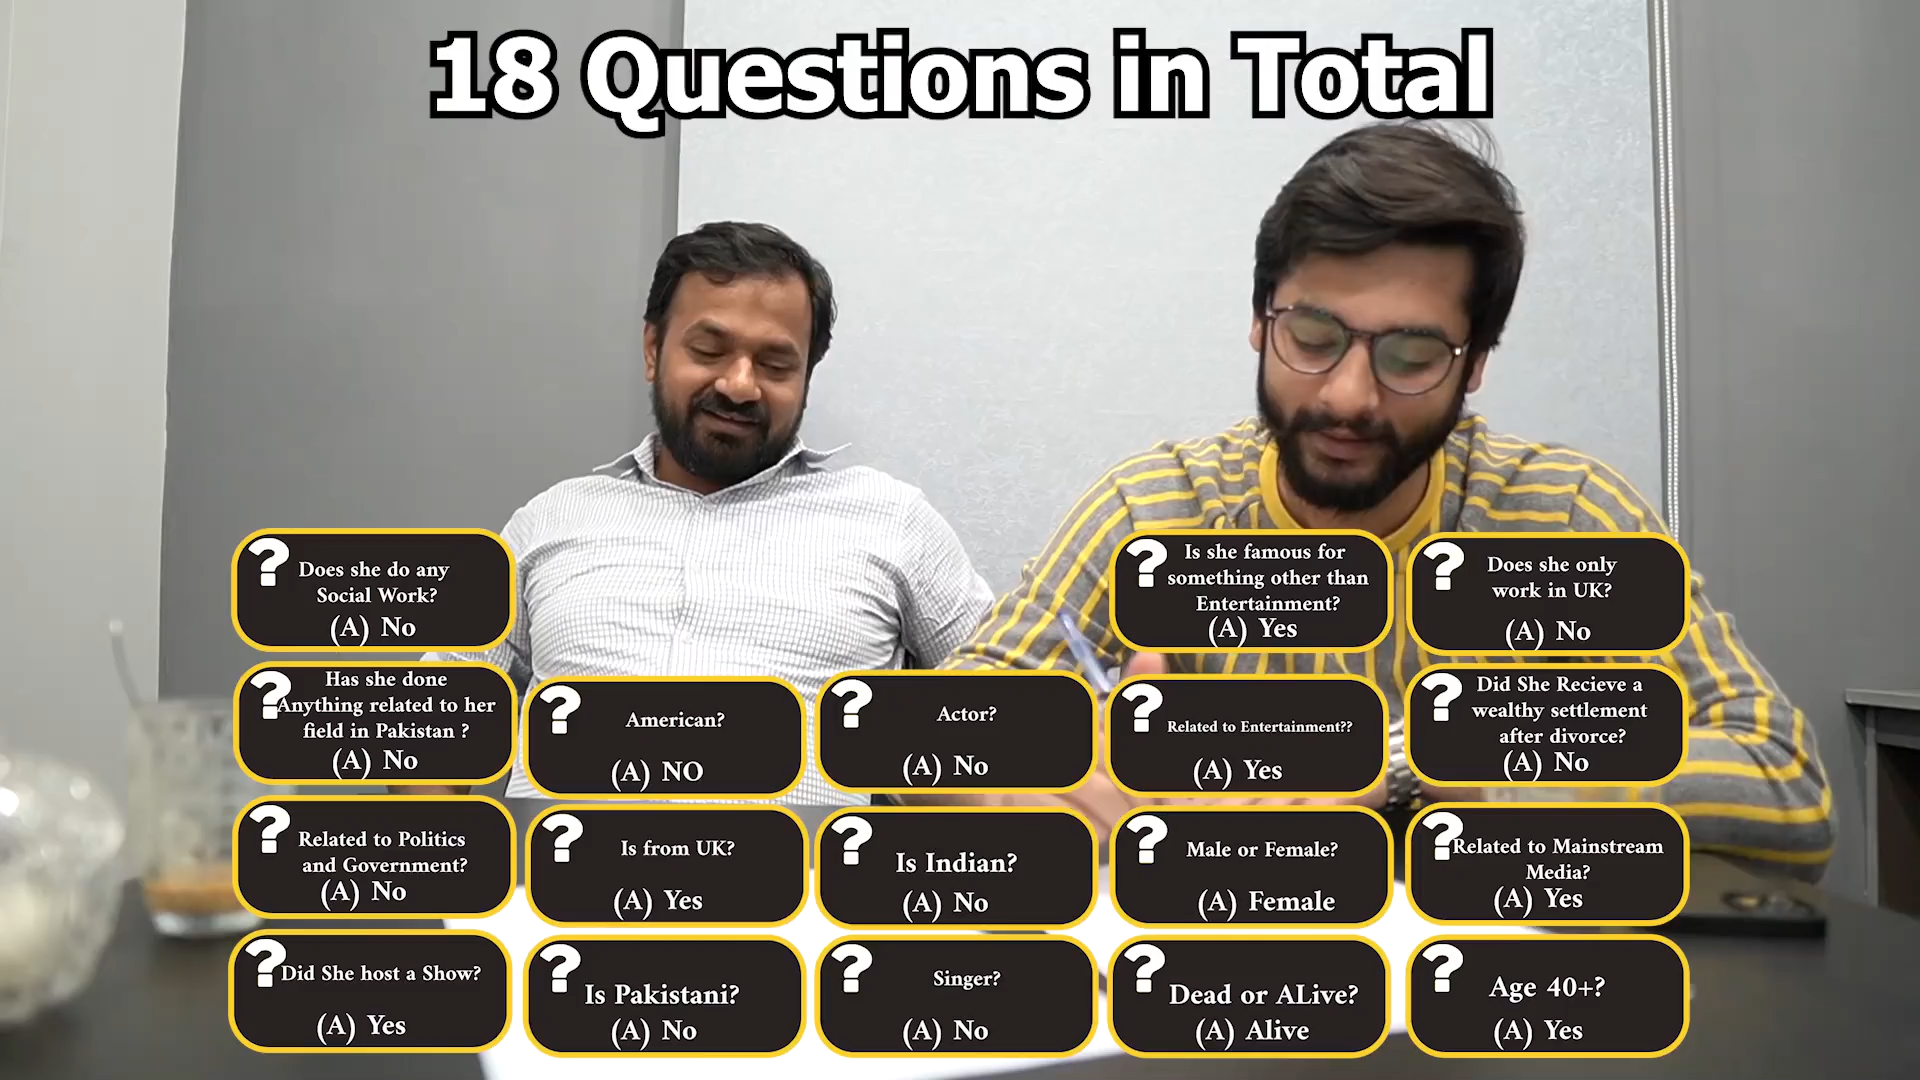 18 Questions in Total
?
Does she do any
Social Work?
(A) No
?
Is she famous for
something other than
Entertainment?
(A) Yes
?
Does she only
work in UK?
(A) No
?
Has she done
Anything related to her
field in Pakistan ?
(A) No
?
American?
(A) NO
?
Actor?
(A) No
?
Related to Entertainment??
(A) Yes
?
Did She Recieve a
wealthy settlement
after divorce?
(A) No
?
Related to Politics
and Government?
(A) No
?
Is from UK?
(A) Yes
?
Is Indian?
(A) No
?
Male or Female?
(A) Female
?
Related to Mainstream
Media?
(A) Yes
?
Did She host a Show?
(A) Yes
?
Is Pakistani?
(A) No
?
Singer?
(A) No
?
Dead or ALive?
(A) Alive
?
Age 40+?
(A) Yes